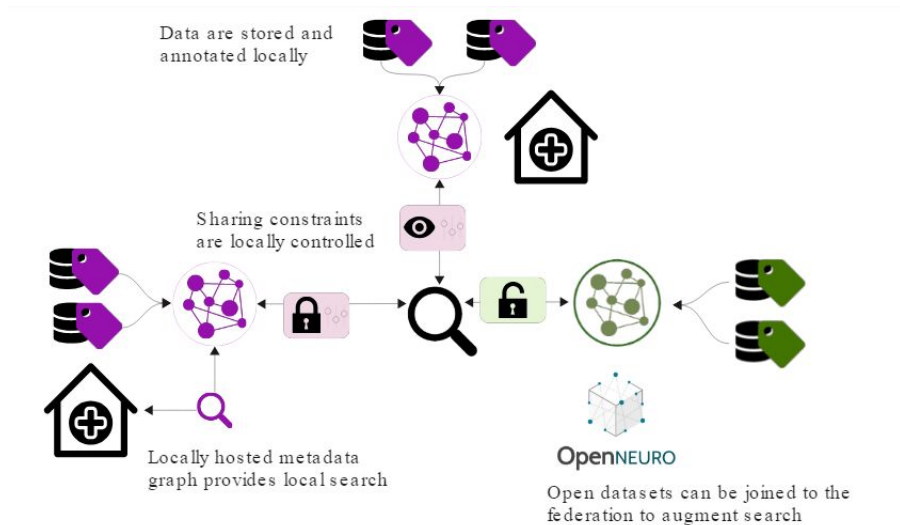 Data are stored and
annotated locally
Sharing constraints
are locally controlled
Locally hosted metadata
graph provides local search
OpenNEURO
Open datasets can be joined to the
federation to augment search